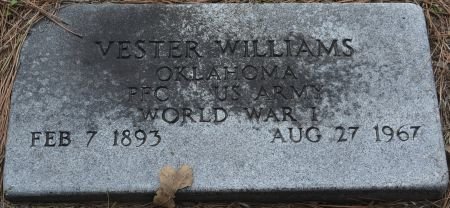 VESTER WILLIAMS
OKLAHOMA
PFC US ARMY
WORLD WAR I
FEB 7 1893 AUG 27 1967